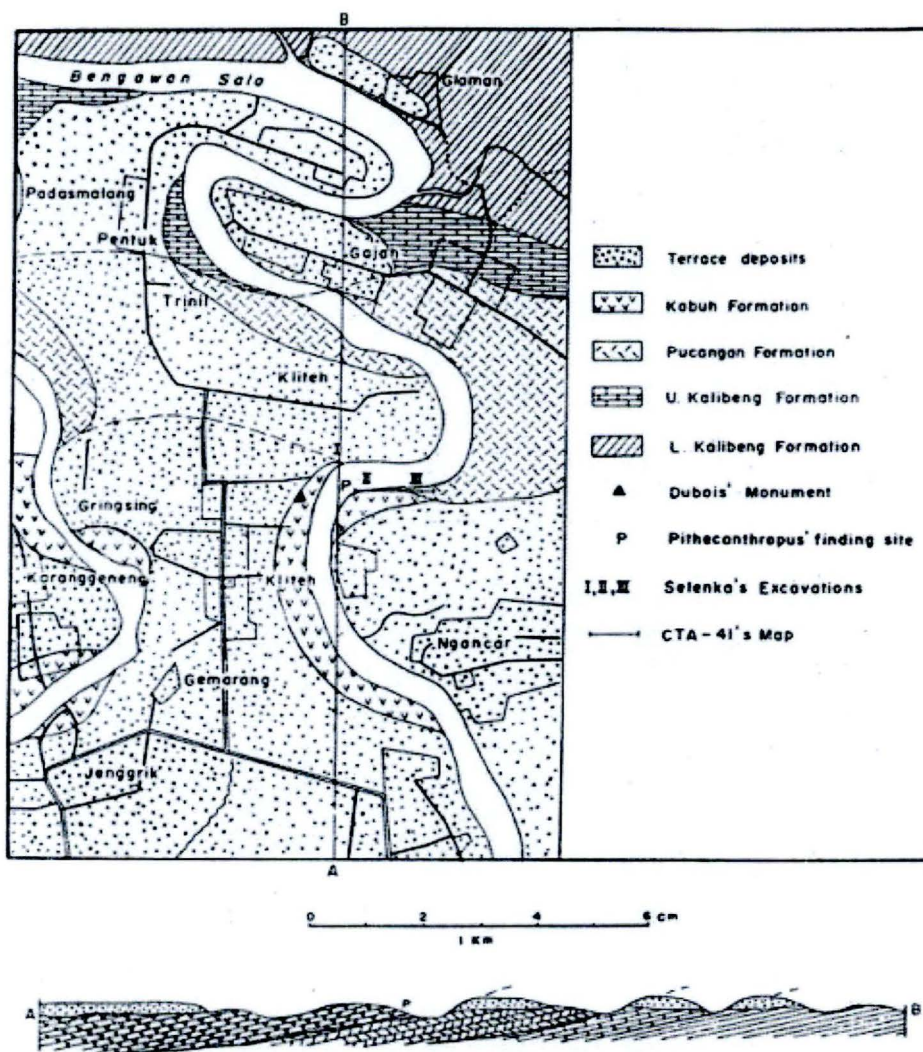 B
Bengawan Solo
Glaman
Padasmalang
Pentuk
Gajah
Trinil
Kliteh
I
P II III
Gringsing
Karanggeneng
Kliteh
Ngancar
Gemarang
Jenggrik
A
Terrace deposits
Kabuh Formation
Pucangan Formation
U. Kalibeng Formation
L. Kalibeng Formation
Dubois' Monument
P Pithecanthropus' finding site
I,II,III Selenka's Excavations
CTA-41's Map
0 2 4 6 cm
1 Km
A P B